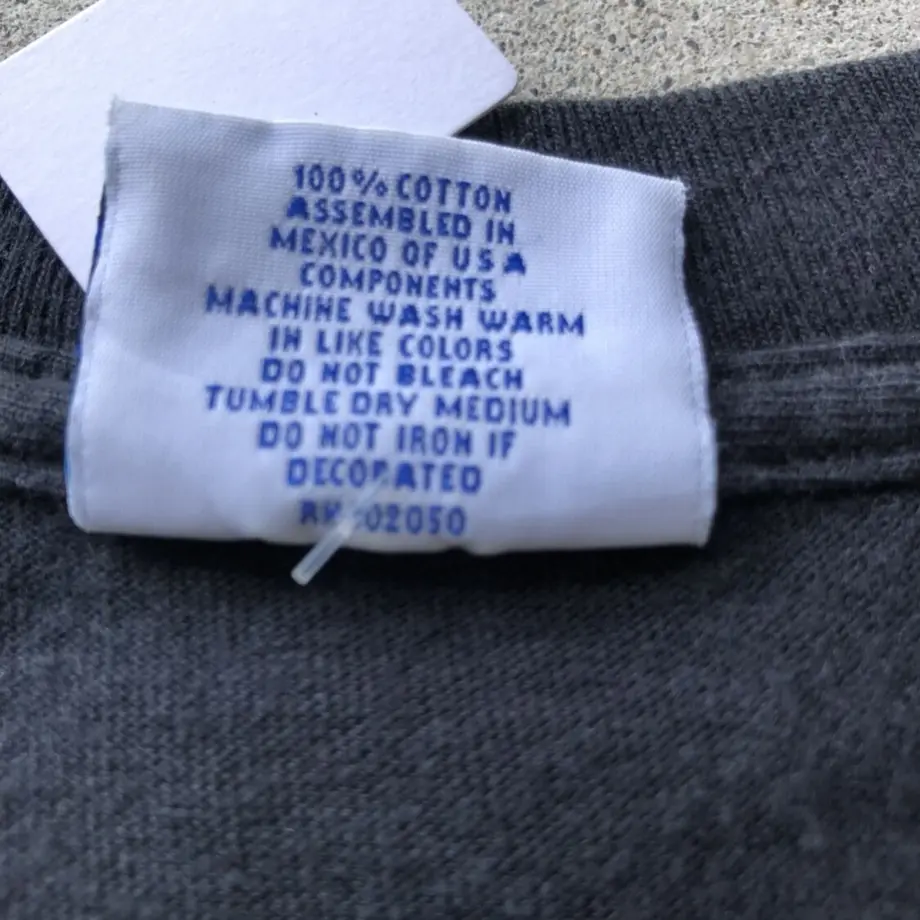 100% COTTON
ASSEMBLED IN
MEXICO OF USA
COMPONENTS
MACHINE WASH WARM
IN LIKE COLORS
DO NOT BLEACH
TUMBLE DRY MEDIUM
DO NOT IRON IF
DECORATED